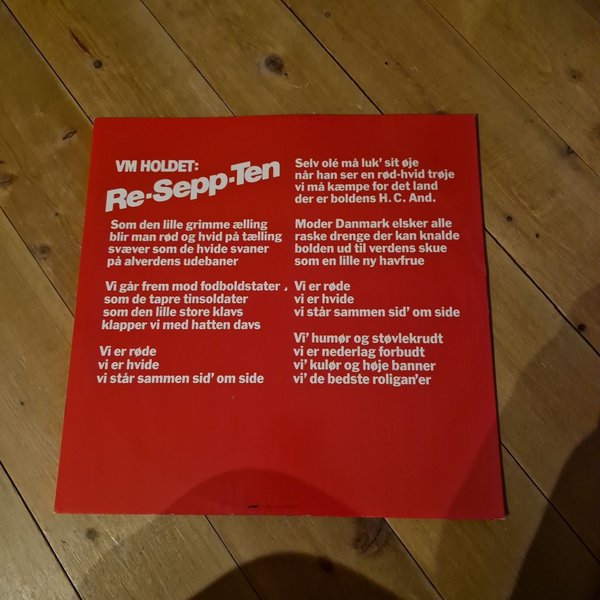 VM HOLDET:
Re-Sepp-Ten
Som den lille grimme ælling
blir man rød og hvid på tælling
svæver som de hvide svaner
på alverdens udebaner
Vi går frem mod fodboldstater
som de tapre tinsoldater
som den lille store klavs
klapper vi med hatten davs
Vi er røde
vi er hvide
vi står sammen sid' om side
Selv olé må luk' sit øje
når han ser en rød-hvid trøje
vi må kæmpe for det land
der er boldens H. C. And.
Moder Danmark elsker alle
raske drenge der kan knalde
bolden ud til verdens skue
som en lille ny havfrue
Vi er røde
vi er hvide
vi står sammen sid' om side
Vi' humør og støvlekrudt
vi er nederlag forbudt
vi' kulør og høje banner
vi' de bedste roligan'er